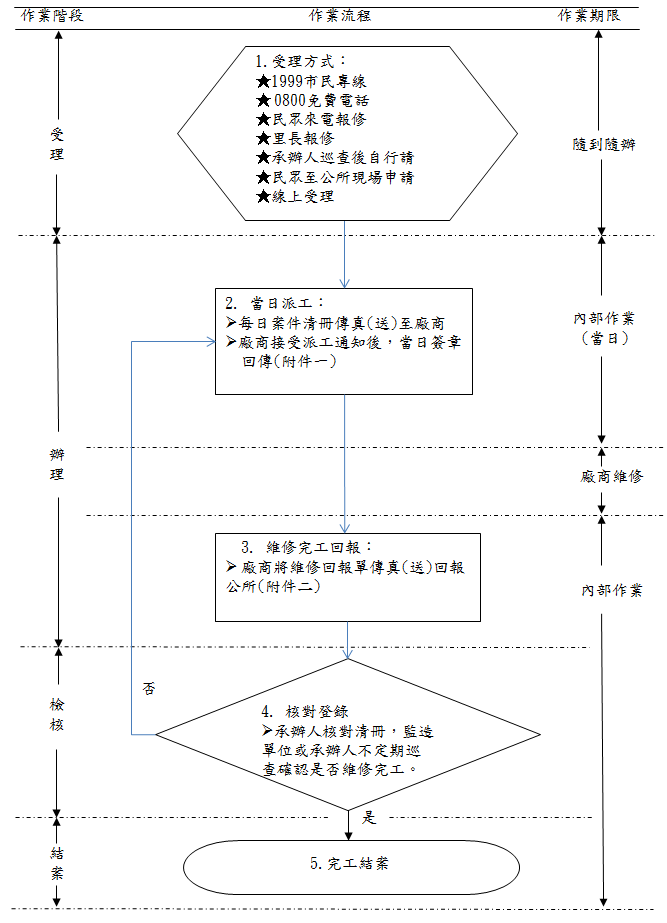 作業階段
作業流程
作業期限
1.受理方式：
★1999市民專線
★0800免費電話
★民眾來電報修
★里長報修
★承辦人巡查後自行請
★民眾至公所現場申請
★線上受理
受
理
隨到隨辦
2. 當日派工：
➢每日案件清冊傳真(送)至廠商
➢廠商接受派工通知後，當日簽章
回傳(附件一)
內部作業
(當日)
辦
理
廠商維修
3. 維修完工回報：
➢廠商將維修回報單傳真(送)回報
公所(附件二)
內部作業
否
檢
核
4. 核對登錄
➢承辦人核對清冊，監造
單位或承辦人不定期巡
查確認是否維修完工。
是
結
案
5.完工結案